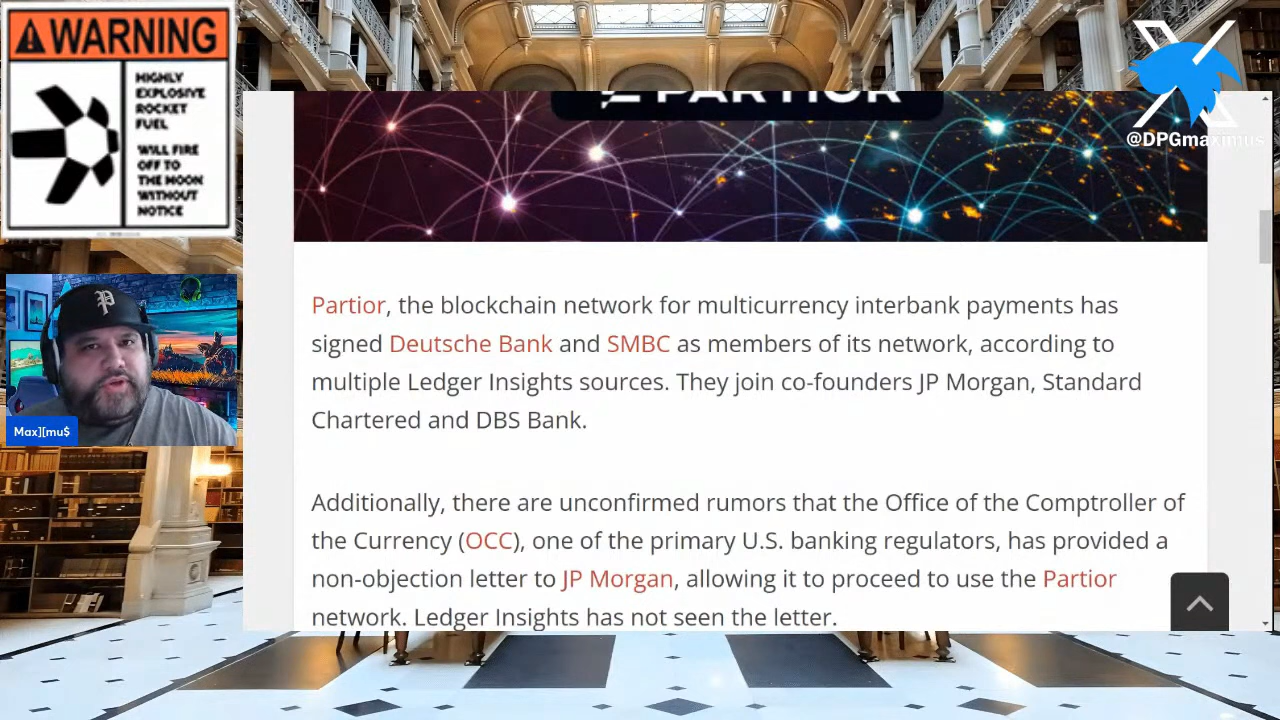 WARNING
HIGHLY
EXPLOSIVE
ROCKET
FUEL
WILL FIRE
OFF TO
THE MOON
WITHOUT
NOTICE
@DPGmaximus
PARTIOR
P
Max][mu$
Partior, the blockchain network for multicurrency interbank payments has
signed Deutsche Bank and SMBC as members of its network, according to
multiple Ledger Insights sources. They join co-founders JP Morgan, Standard
Chartered and DBS Bank.
Additionally, there are unconfirmed rumors that the Office of the Comptroller of
the Currency (OCC), one of the primary U.S. banking regulators, has provided a
non-objection letter to JP Morgan, allowing it to proceed to use the Partior
network. Ledger Insights has not seen the letter.